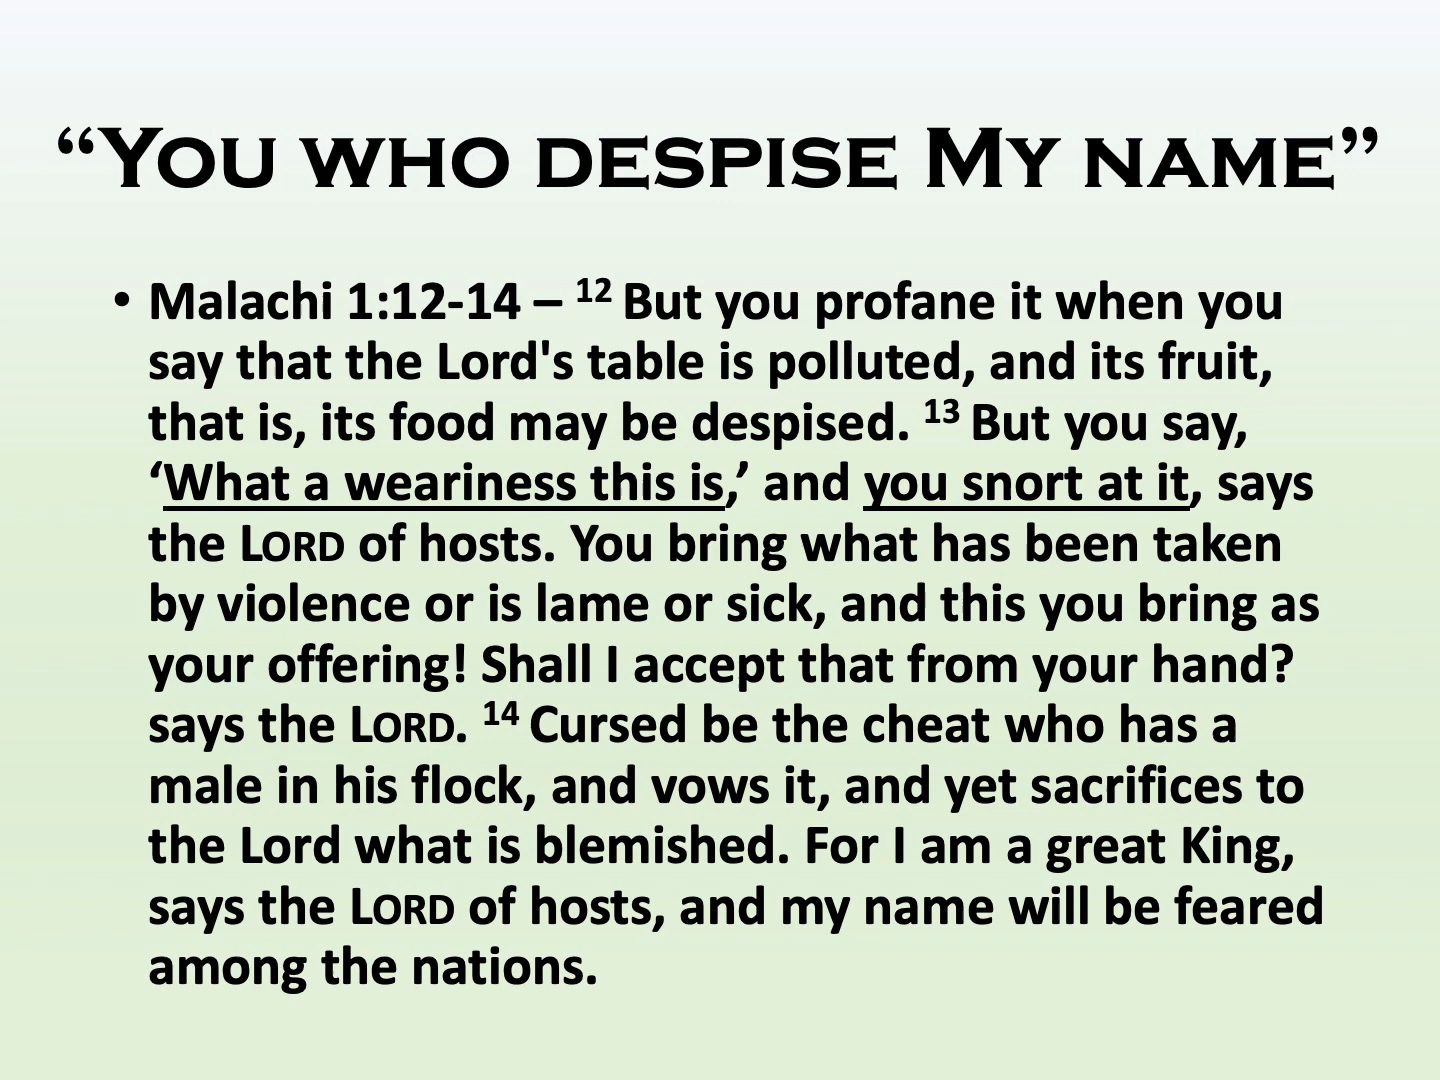 “You who despise My name”
• Malachi 1:12-14 – 12 But you profane it when you
say that the Lord's table is polluted, and its fruit,
that is, its food may be despised. 13 But you say,
‘What a weariness this is,’ and you snort at it, says
the LORD of hosts. You bring what has been taken
by violence or is lame or sick, and this you bring as
your offering! Shall I accept that from your hand?
says the LORD. 14 Cursed be the cheat who has a
male in his flock, and vows it, and yet sacrifices to
the Lord what is blemished. For I am a great King,
says the LORD of hosts, and my name will be feared
among the nations.